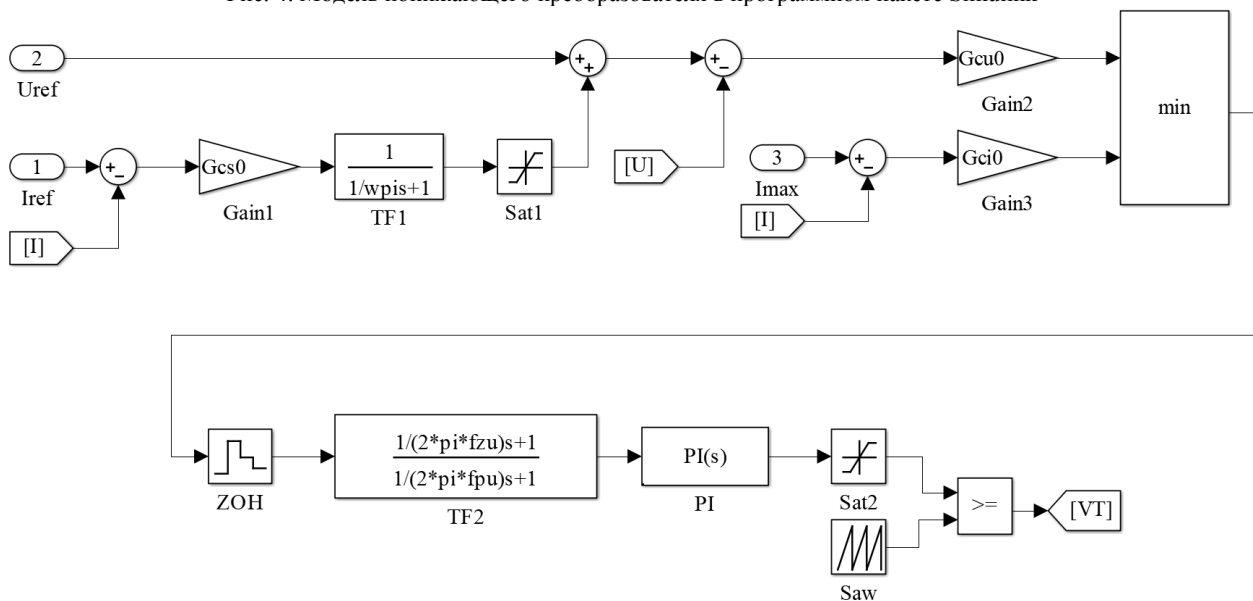 Рис. 4. Модель понижающего преобразователя в программном пакете Simulink
2
Uref
+
+
+
−
Gcu0
Gain2
min
1
Iref
+
−
Gcs0
Gain1
1
1/wpis+1
TF1
Sat1
[U]
3
Imax
+
−
Gci0
Gain3
[I]
[I]
ZOH
1/(2*pi*fzu)s+1
1/(2*pi*fpu)s+1
TF2
PI(s)
PI
Sat2
>=
[VT]
Saw